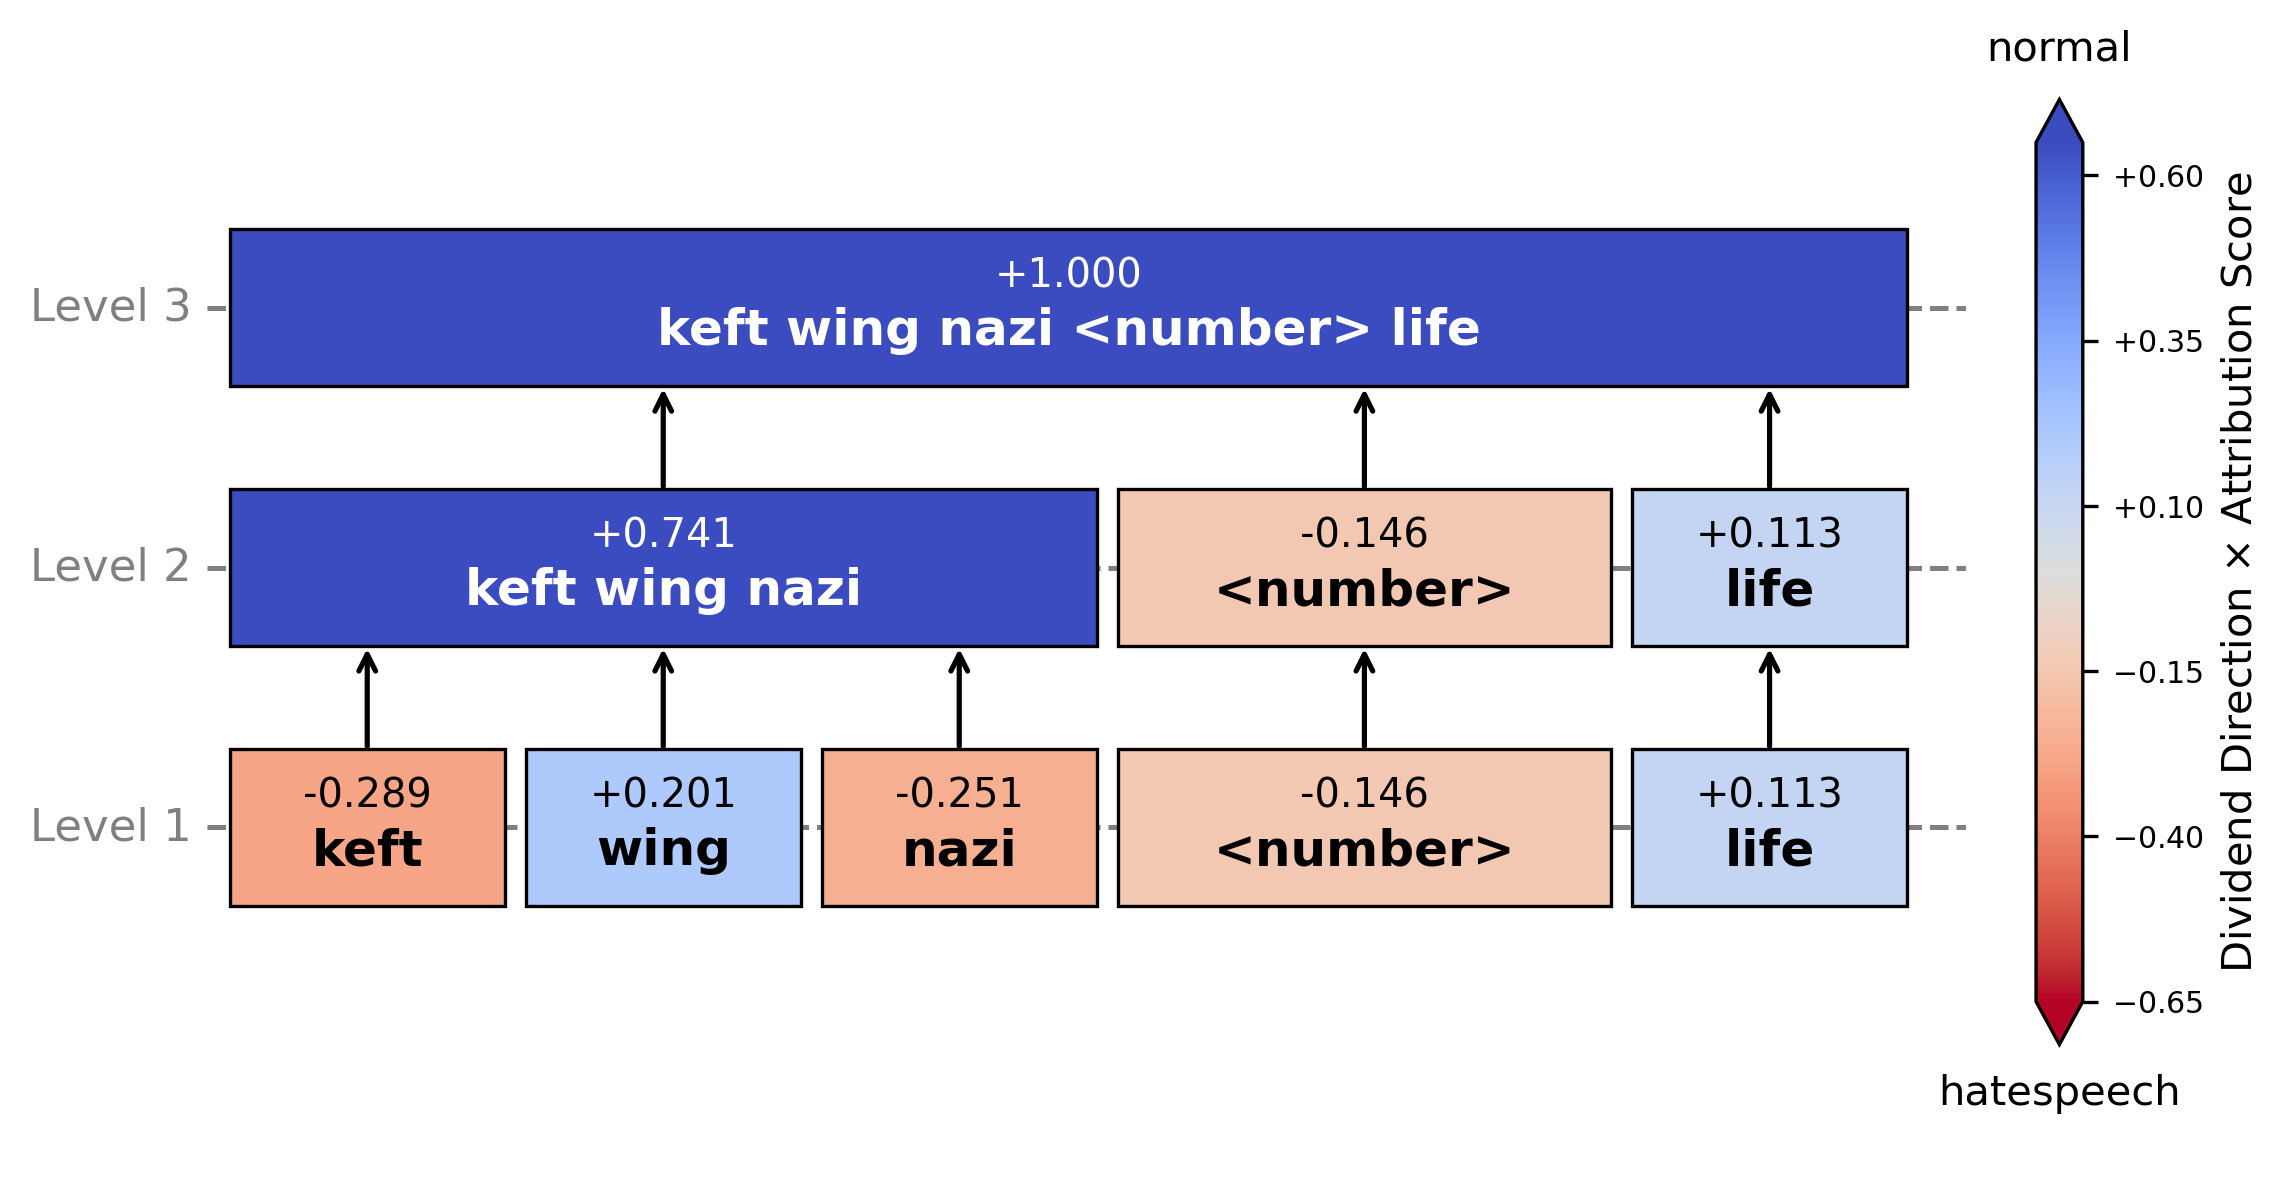 normal
+0.60
+0.35
+0.10
−0.15
−0.40
−0.65
hatespeech
Dividend Direction × Attribution Score
Level 3
+1.000
keft wing nazi <number> life
Level 2
+0.741
keft wing nazi
-0.146
<number>
+0.113
life
Level 1
-0.289
keft
+0.201
wing
-0.251
nazi
-0.146
<number>
+0.113
life